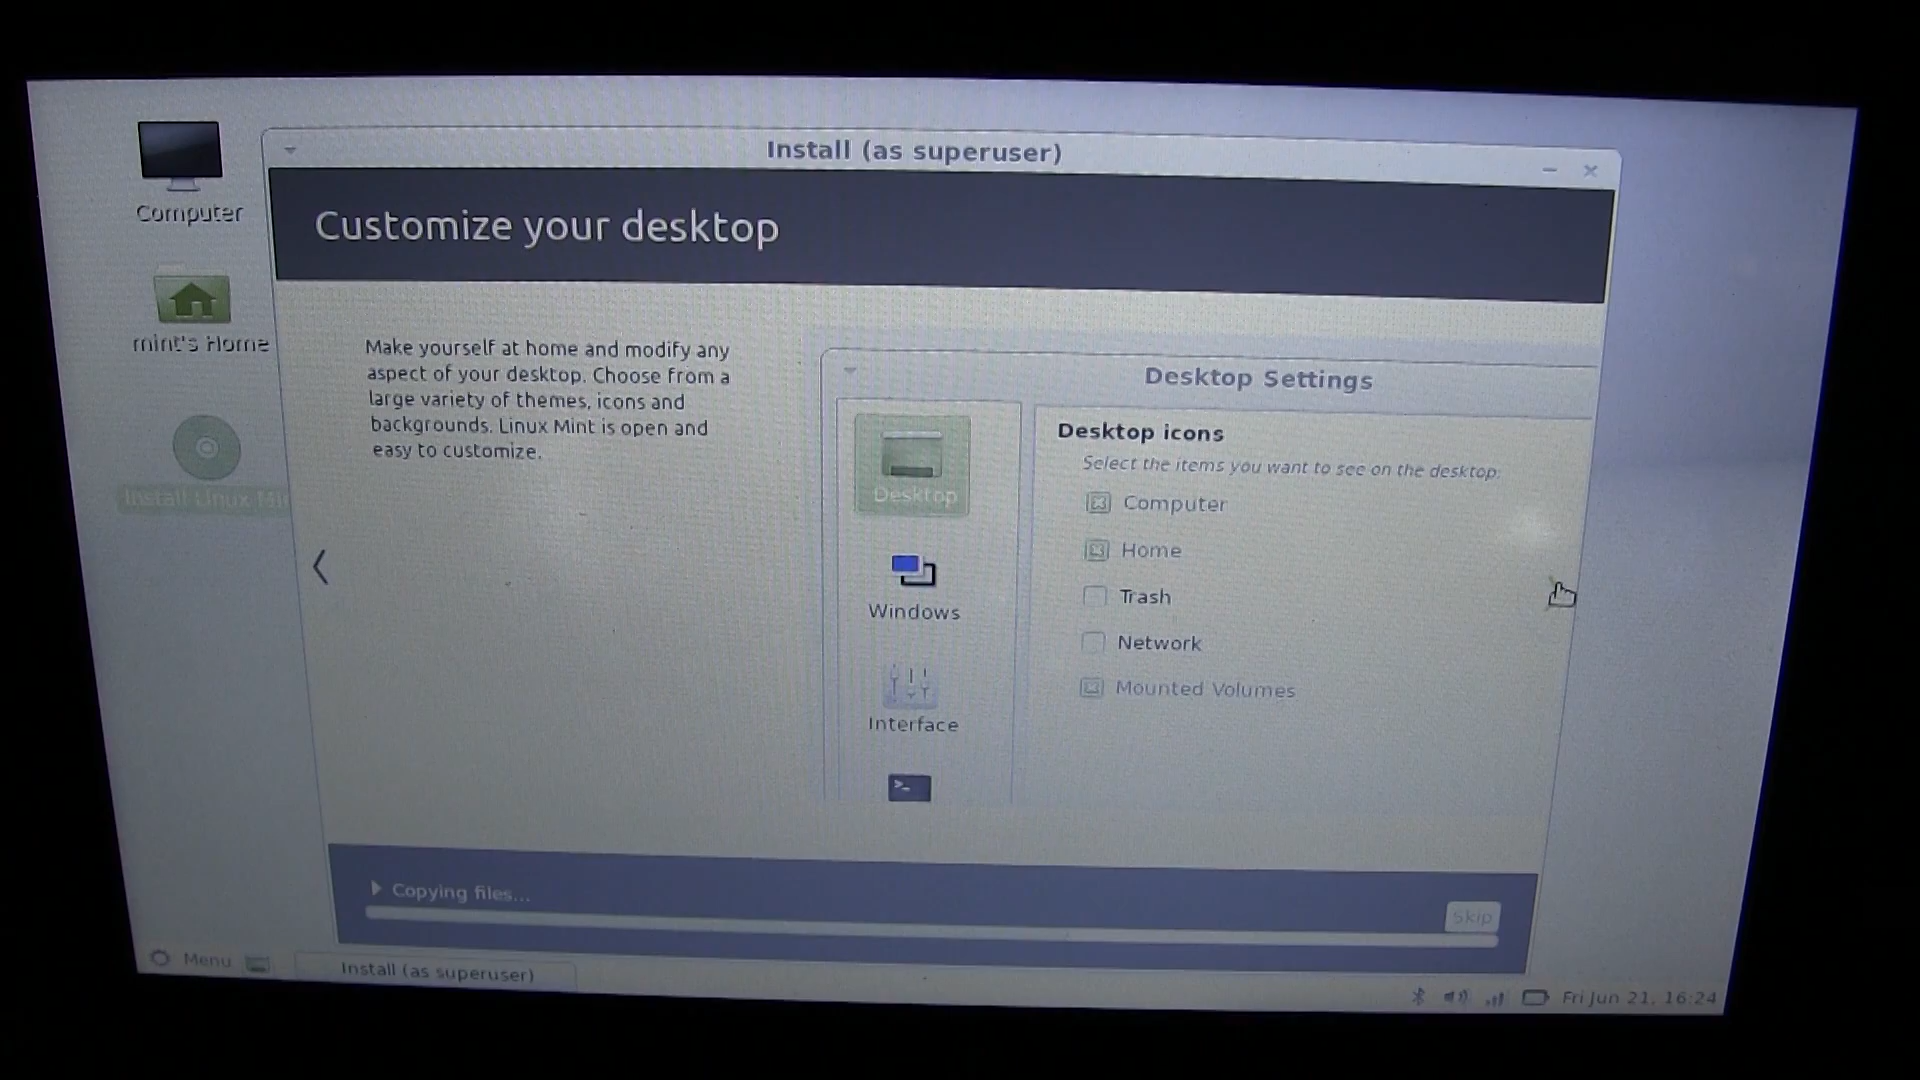 Computer
mint's Home
Install Linux Min
Install (as superuser)
Customize your desktop
Make yourself at home and modify any
aspect of your desktop. Choose from a
large variety of themes, icons and
backgrounds. Linux Mint is open and
easy to customize.
Desktop Settings
Desktop
Windows
Interface
Desktop icons
Select the items you want to see on the desktop:
Computer
Home
Trash
Network
Mounted Volumes
Copying files...
Skip
Menu
Install (as superuser)
Fri Jun 21, 16:24